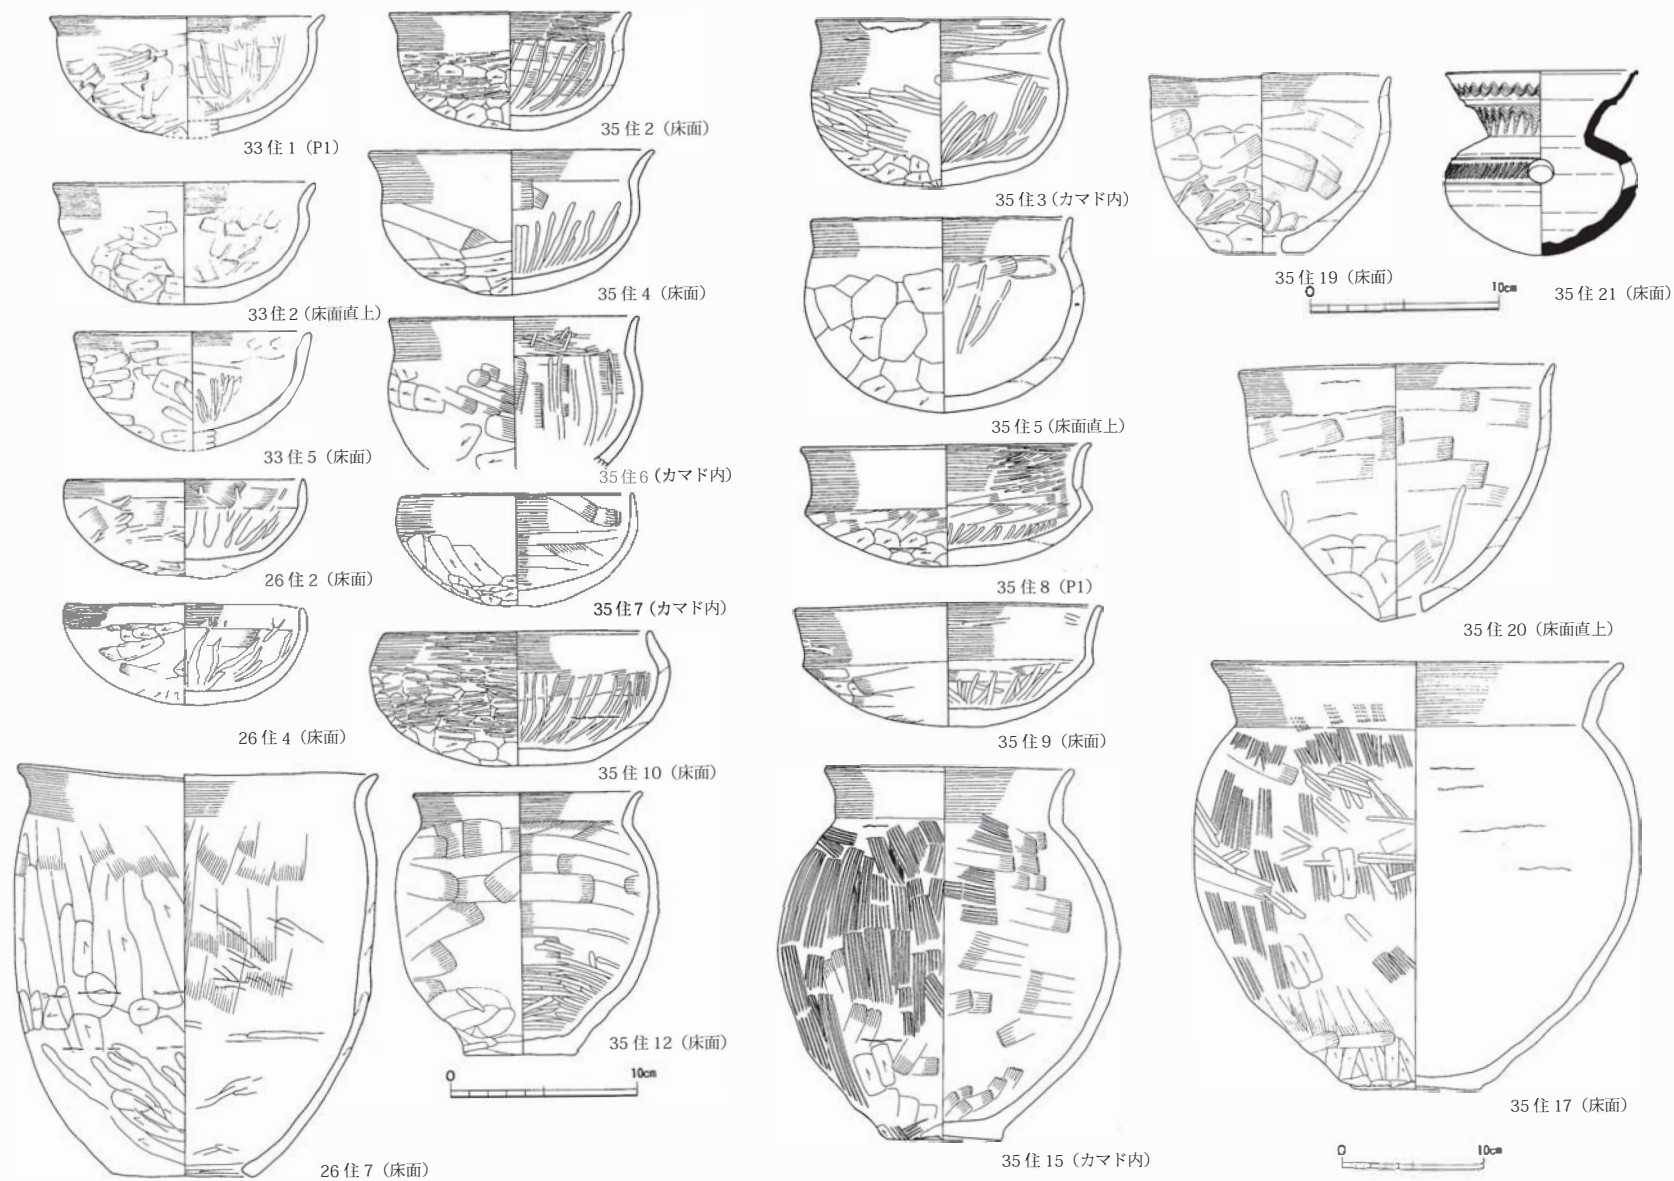 33住1（P1）
33住2（床面直上）
33住5（床面）
26住2（床面）
26住4（床面）
26住7（床面）
35住2（床面）
35住4（床面）
35住6（カマド内）
35住7（カマド内）
35住10（床面）
35住12（床面）
0 10cm
35住3（カマド内）
35住5（床面直上）
35住8（P1）
35住9（床面）
35住15（カマド内）
35住19（床面）
35住21（床面）
0 10cm
35住20（床面直上）
35住17（床面）
0 10cm